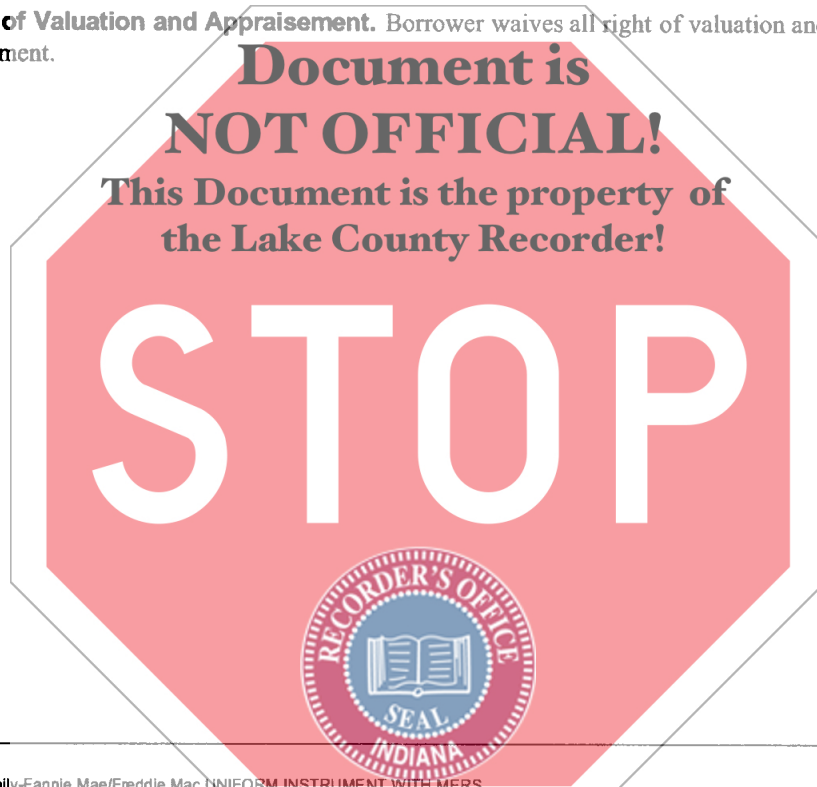 of Valuation and Appraisement. Borrower waives all right of valuation and
ment.
Document is
NOT OFFICIAL!
This Document is the property of
the Lake County Recorder!
STOP
RECORDER'S OFFICE
SEAL
INDIANA
Fannie Mae/Freddie Mac UNIFORM INSTRUMENT WITH MERS